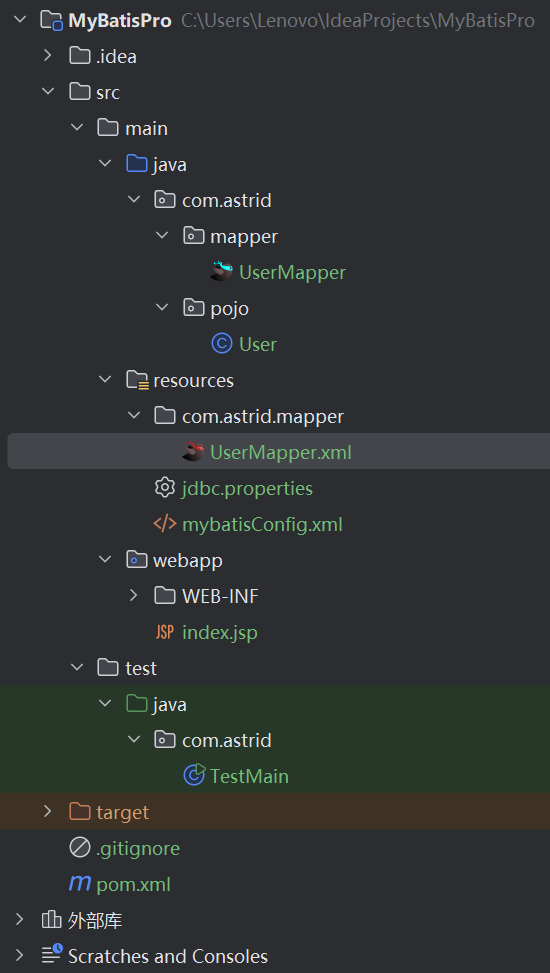 MyBatisPro C:\Users\Lenovo\IdeaProjects\MyBatisPro
.idea
src
main
java
com.astrid
mapper
UserMapper
pojo
User
resources
com.astrid.mapper
UserMapper.xml
jdbc.properties
mybatisConfig.xml
webapp
WEB-INF
index.jsp
test
java
com.astrid
TestMain
target
.gitignore
pom.xml
外部库
Scratches and Consoles